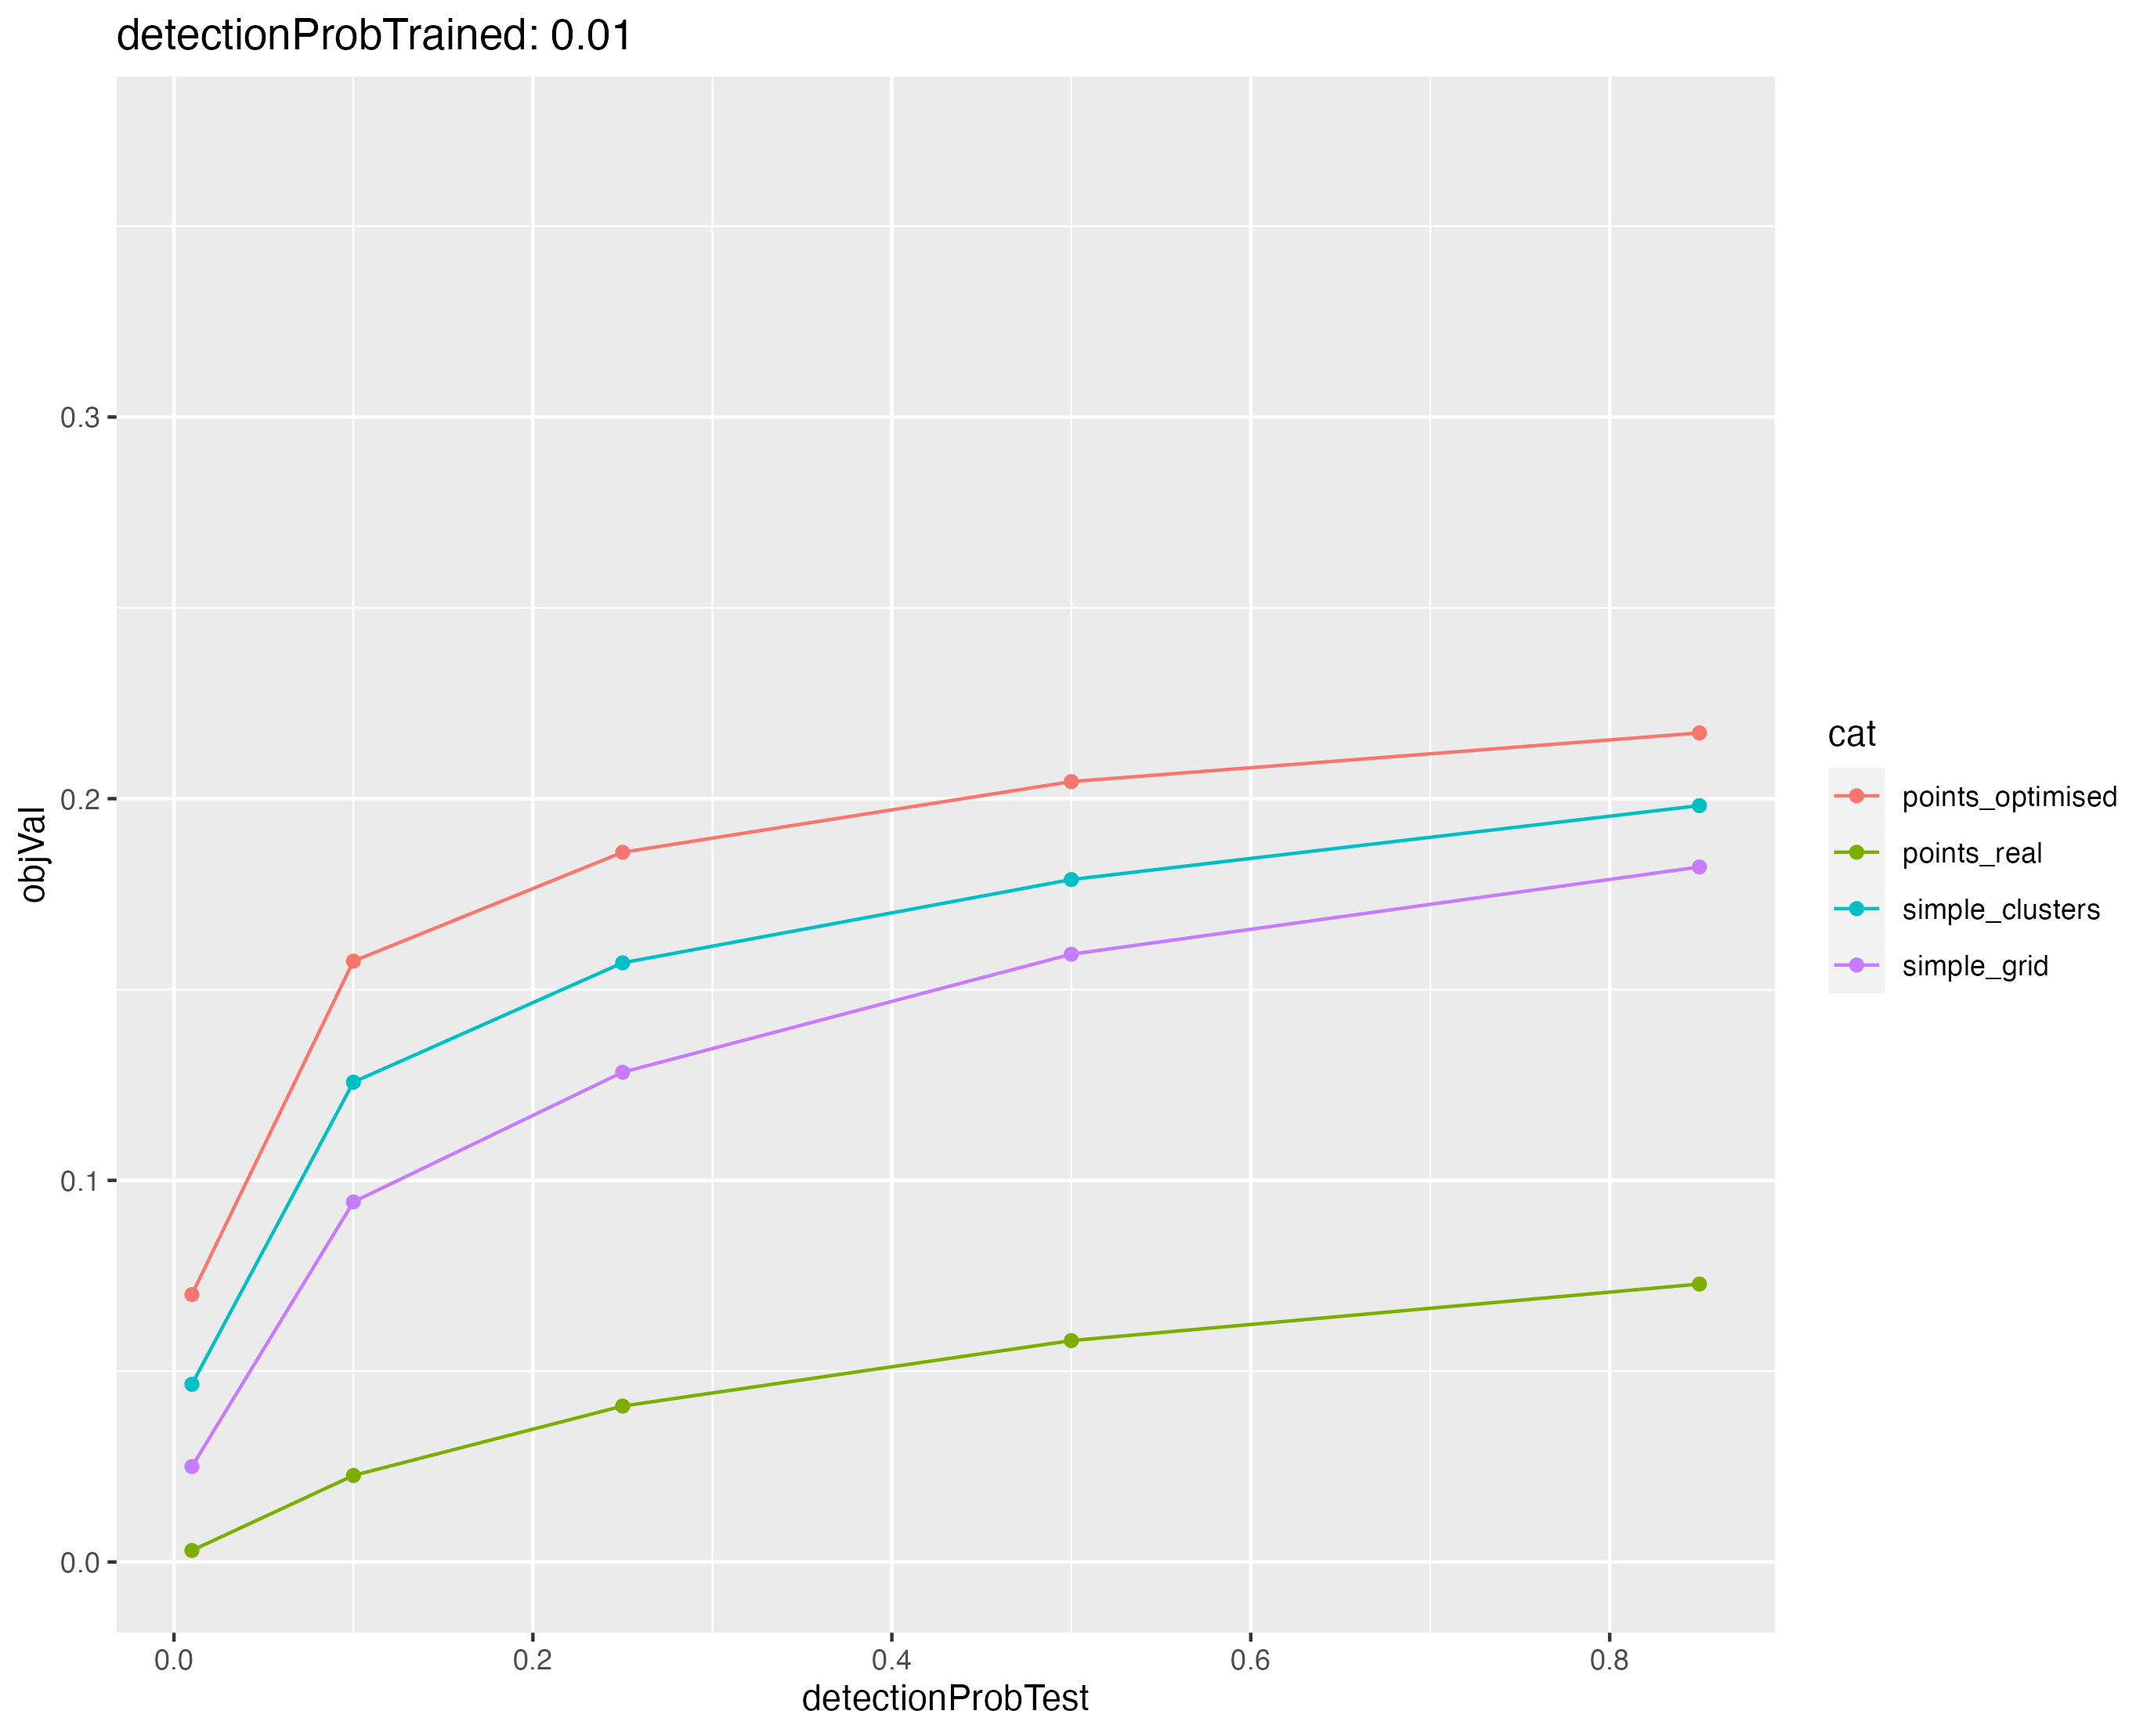 detectionProbTrained: 0.01
0.3
0.2
0.1
0.0
objVal
0.0
0.2
0.4
0.6
0.8
detectionProbTest
cat
points_optimised
points_real
simple_clusters
simple_grid